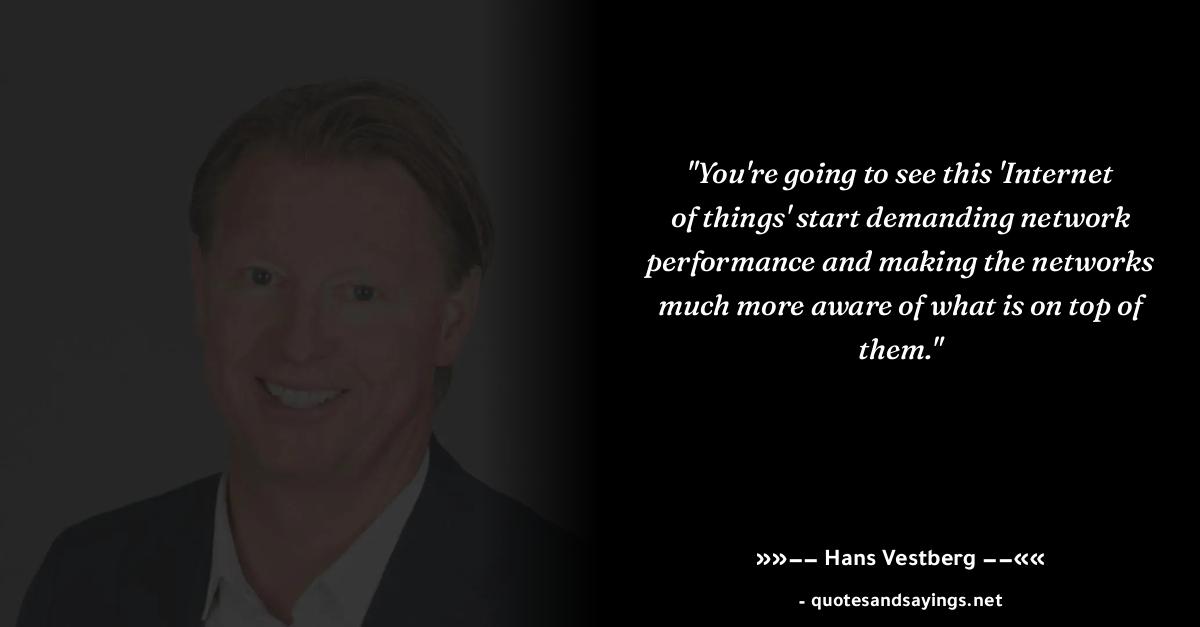 "You're going to see this 'Internet
of things' start demanding network
performance and making the networks
much more aware of what is on top of
them."
»»−− Hans Vestberg −−««
- quotesandsayings.net